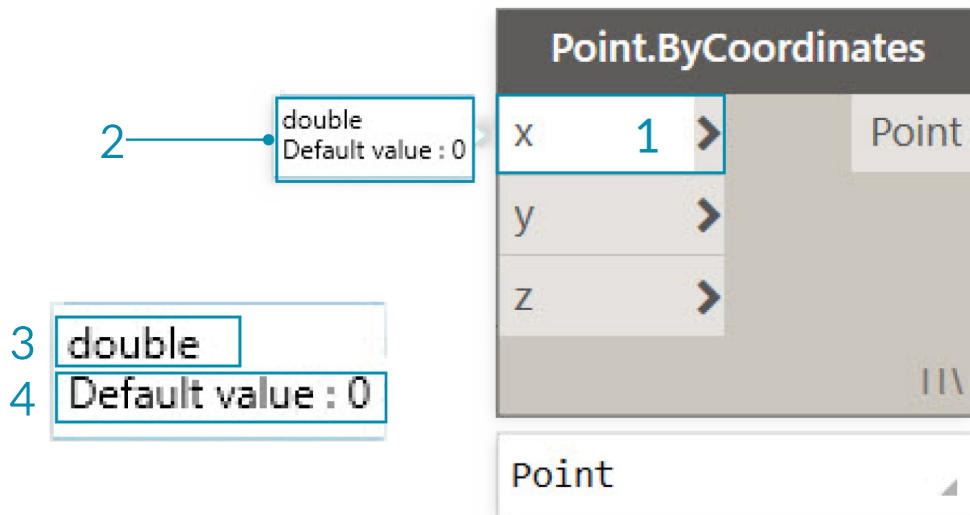 Point.ByCoordinates
2
double
Default value : 0
x
1
Point
y
z
3
double
4
Default value : 0
Point